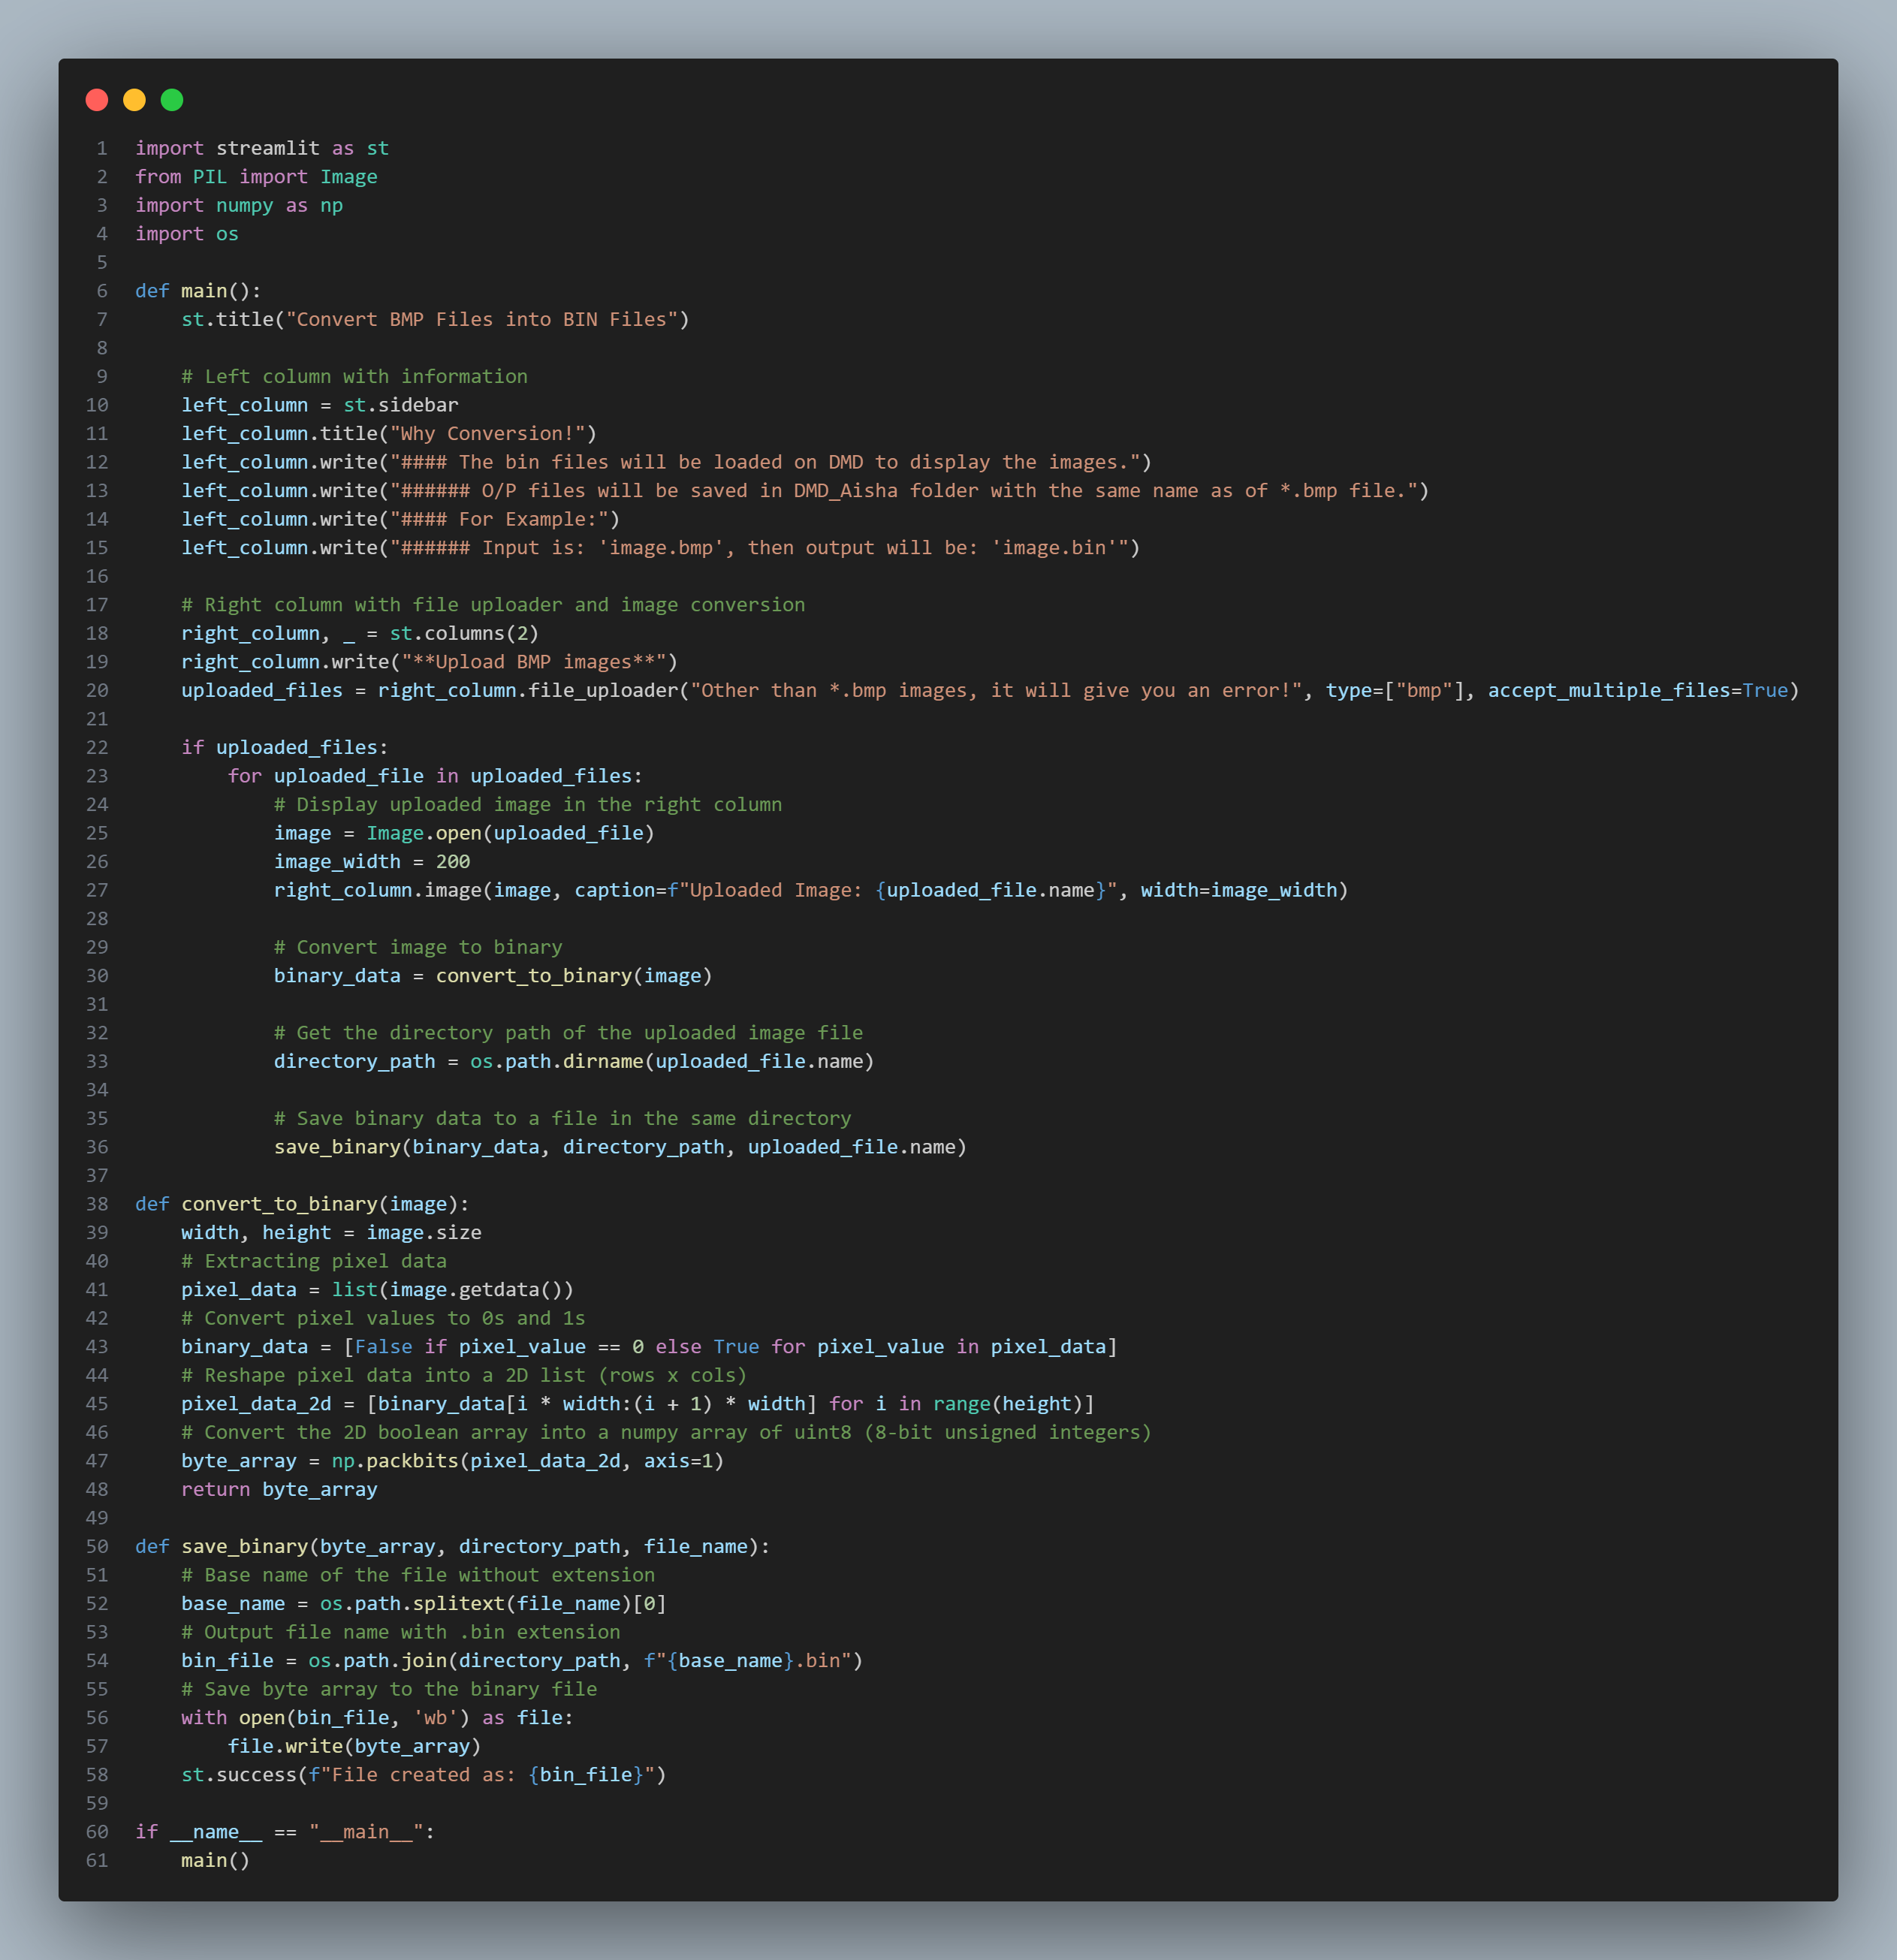 1 import streamlit as st
2 from PIL import Image
3 import numpy as np
4 import os
5
6 def main():
7     st.title("Convert BMP Files into BIN Files")
8
9     # Left column with information
10     left_column = st.sidebar
11     left_column.title("Why Conversion!")
12     left_column.write("#### The bin files will be loaded on DMD to display the images.")
13     left_column.write("###### O/P files will be saved in DMD_Aisha folder with the same name as of *.bmp file.")
14     left_column.write("#### For Example:")
15     left_column.write("###### Input is: 'image.bmp', then output will be: 'image.bin'")
16
17     # Right column with file uploader and image conversion
18     right_column, _ = st.columns(2)
19     right_column.write("**Upload BMP images**")
20     uploaded_files = right_column.file_uploader("Other than *.bmp images, it will give you an error!", type=["bmp"], accept_multiple_files=True)
21
22     if uploaded_files:
23         for uploaded_file in uploaded_files:
24             # Display uploaded image in the right column
25             image = Image.open(uploaded_file)
26             image_width = 200
27             right_column.image(image, caption=f"Uploaded Image: {uploaded_file.name}", width=image_width)
28
29             # Convert image to binary
30             binary_data = convert_to_binary(image)
31
32             # Get the directory path of the uploaded image file
33             directory_path = os.path.dirname(uploaded_file.name)
34
35             # Save binary data to a file in the same directory
36             save_binary(binary_data, directory_path, uploaded_file.name)
37
38 def convert_to_binary(image):
39     width, height = image.size
40     # Extracting pixel data
41     pixel_data = list(image.getdata())
42     # Convert pixel values to 0s and 1s
43     binary_data = [False if pixel_value == 0 else True for pixel_value in pixel_data]
44     # Reshape pixel data into a 2D list (rows x cols)
45     pixel_data_2d = [binary_data[i * width:(i + 1) * width] for i in range(height)]
46     # Convert the 2D boolean array into a numpy array of uint8 (8-bit unsigned integers)
47     byte_array = np.packbits(pixel_data_2d, axis=1)
48     return byte_array
49
50 def save_binary(byte_array, directory_path, file_name):
51     # Base name of the file without extension
52     base_name = os.path.splitext(file_name)[0]
53     # Output file name with .bin extension
54     bin_file = os.path.join(directory_path, f"{base_name}.bin")
55     # Save byte array to the binary file
56     with open(bin_file, 'wb') as file:
57         file.write(byte_array)
58     st.success(f"File created as: {bin_file}")
59
60 if __name__ == "__main__":
61     main()